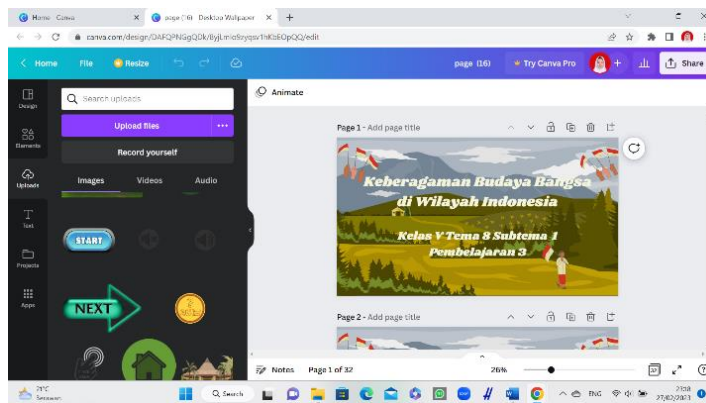 Home - Canva
page (16) - Desktop Wallpaper
canva.com/design/DAFQPNGgQDk/
Home
File
Resize
page (16)
Try Canva Pro
Share
Design
Elements
Uploads
Text
Projects
Apps
Search uploads
Upload files
Record yourself
Images
Videos
Audio
START
NEXT
Animate
Page 1 - Add page title
Keberagaman Budaya Bangsa
di Wilayah Indonesia
Kelas V Tema 8 Subtema 1
Pembelajaran 3
Page 2 - Add page title
Notes
Page 1 of 32
26%
Search
ENG
27/02/2023